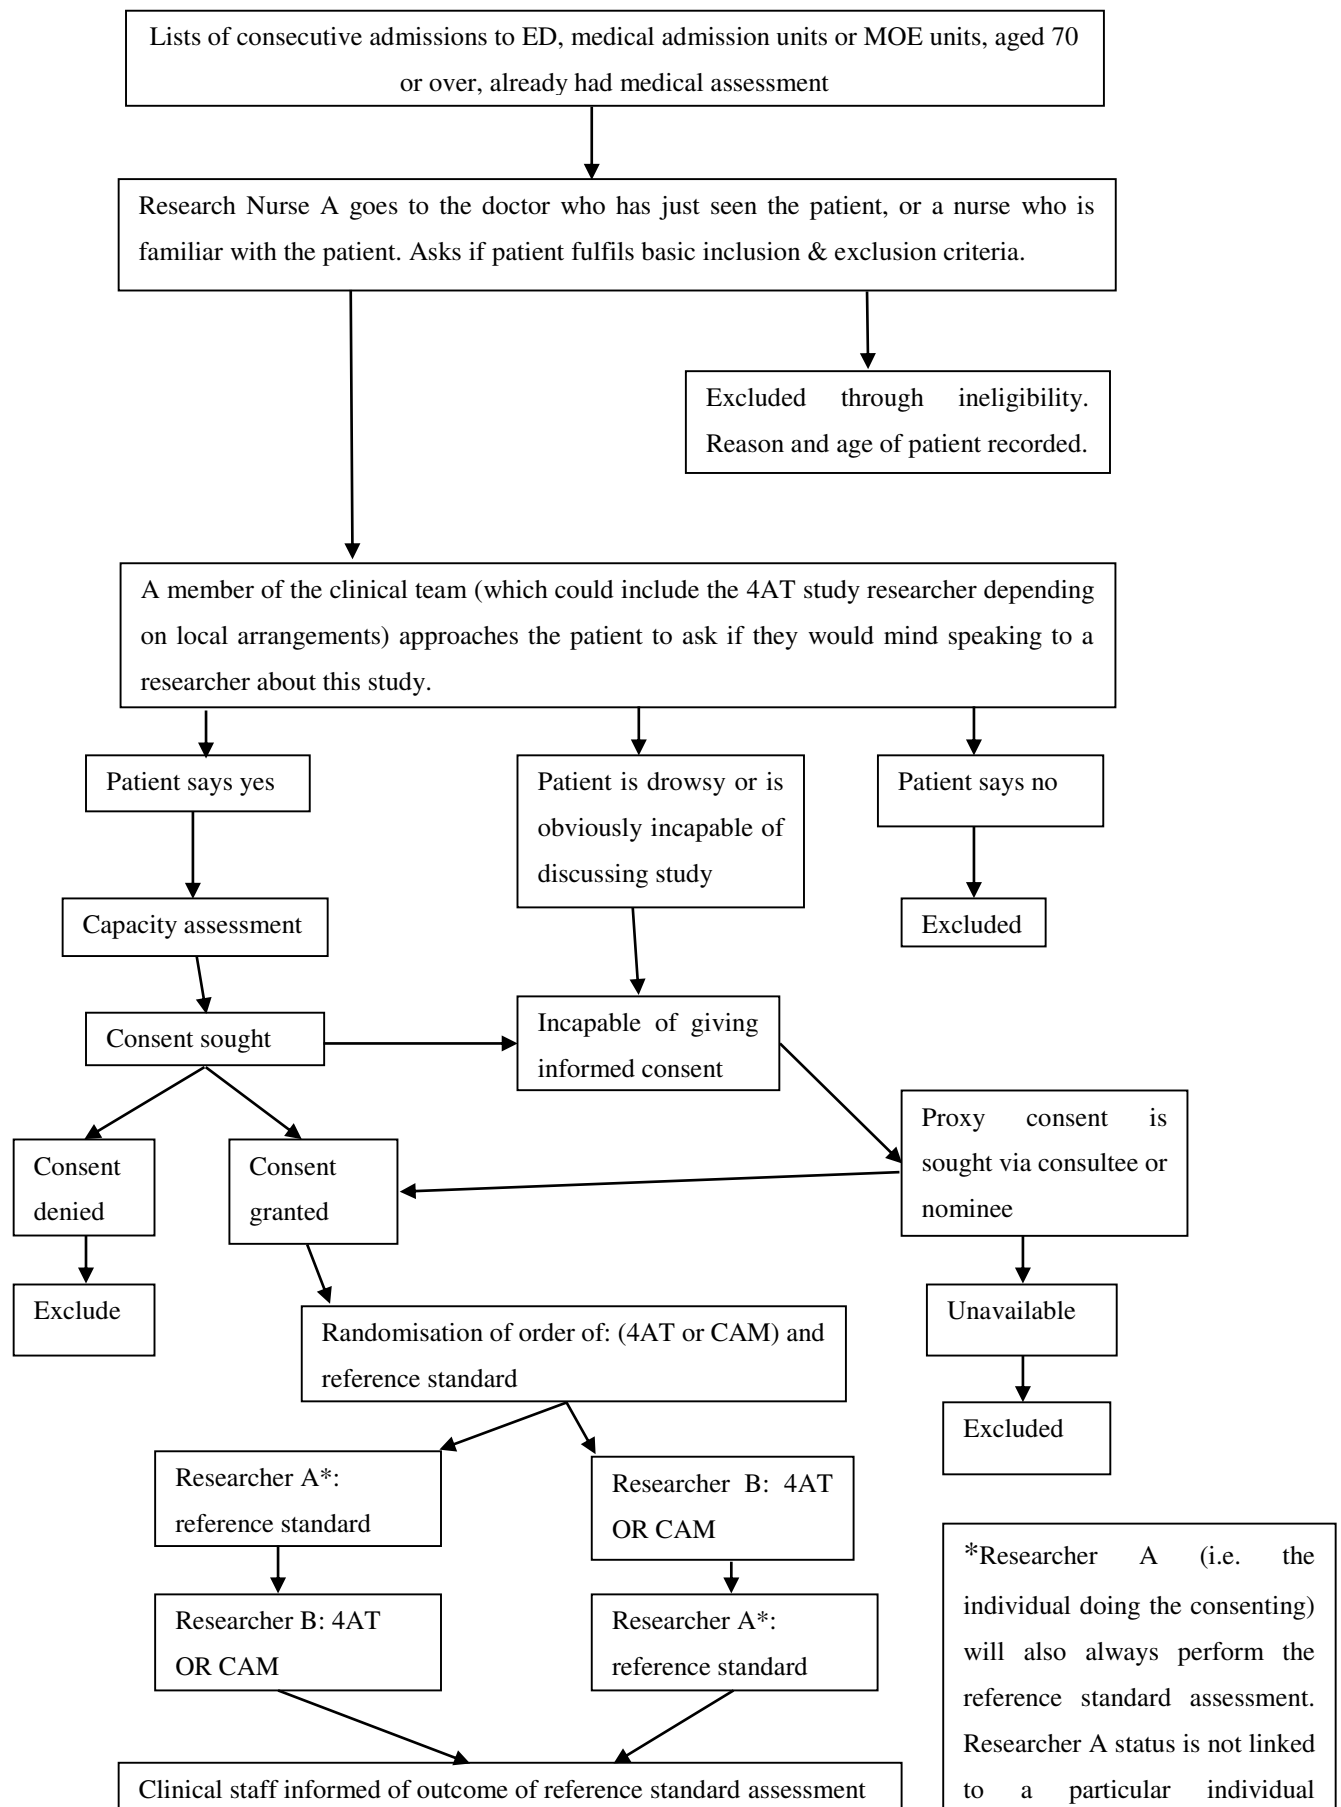 Lists of consecutive admissions to ED, medical admission units or MOE units, aged 70
or over, already had medical assessment
Research Nurse A goes to the doctor who has just seen the patient, or a nurse who is
familiar with the patient. Asks if patient fulfils basic inclusion & exclusion criteria.
Excluded through ineligibility.
Reason and age of patient recorded.
A member of the clinical team (which could include the 4AT study researcher depending
on local arrangements) approaches the patient to ask if they would mind speaking to a
researcher about this study.
Patient says yes
Patient is drowsy or is
obviously incapable of
discussing study
Patient says no
Capacity assessment
Excluded
Consent sought
Incapable of giving
informed consent
Proxy consent is
sought via consultee or
nominee
Consent
denied
Consent
granted
Exclude
Unavailable
Randomisation of order of: (4AT or CAM) and
reference standard
Excluded
Researcher A*:
reference standard
Researcher B: 4AT
OR CAM
Researcher B: 4AT
OR CAM
Researcher A*:
reference standard
*Researcher A (i.e. the
individual doing the consenting)
will also always perform the
reference standard assessment.
Researcher A status is not linked
to a particular individual
Clinical staff informed of outcome of reference standard assessment